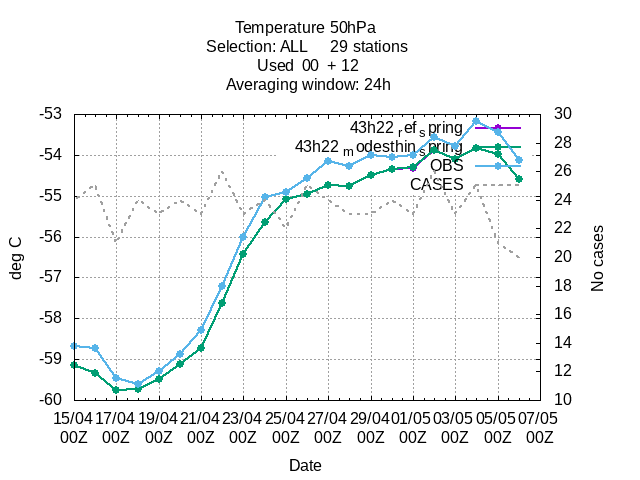 Temperature 50hPa
Selection: ALL     29 stations
Used  00  + 12
Averaging window: 24h
-53
-54
-55
-56
-57
-58
-59
-60
deg C
30
28
26
24
22
20
18
16
14
12
10
No cases
43h22 ref spring
43h22 modesthin spring
OBS
CASES
15/04 17/04 19/04 21/04 23/04 25/04 27/04 29/04 01/05 03/05 05/05 07/05
00Z 00Z 00Z 00Z 00Z 00Z 00Z 00Z 00Z 00Z 00Z 00Z
Date